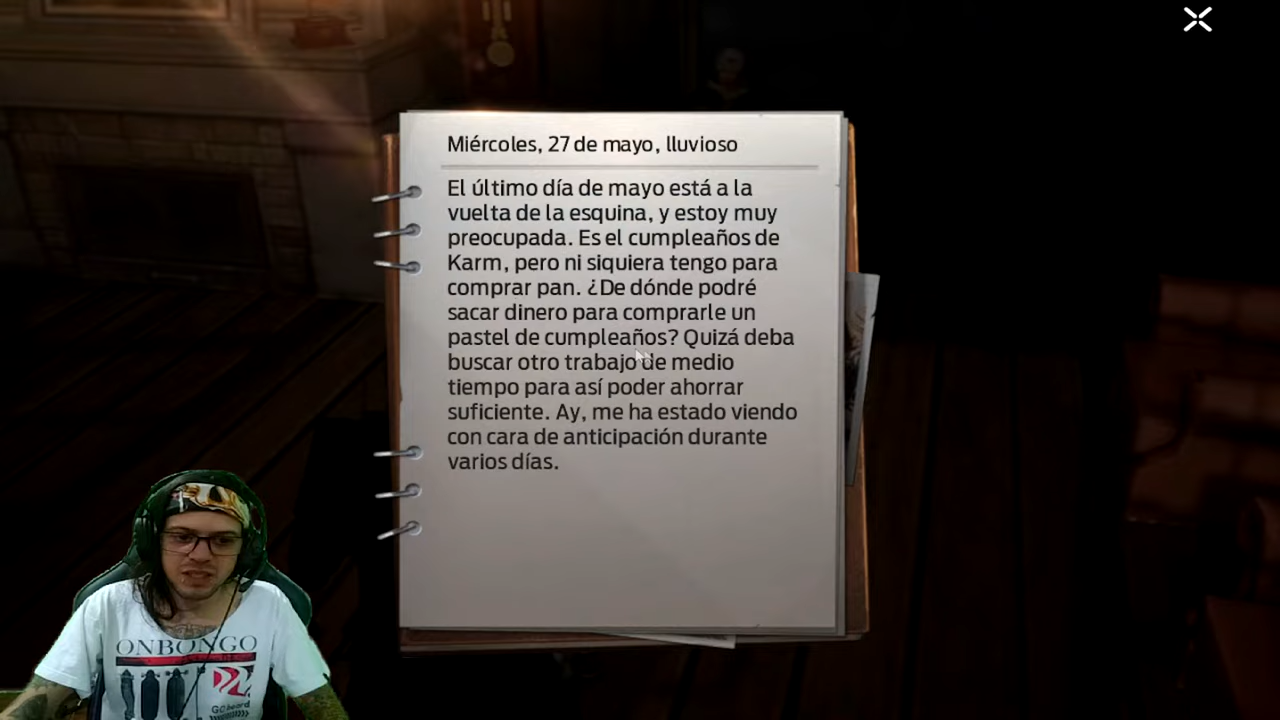 Miércoles, 27 de mayo, lluvioso
El último día de mayo está a la
vuelta de la esquina, y estoy muy
preocupada. Es el cumpleaños de
Karm, pero ni siquiera tengo para
comprar pan. ¿De dónde podré
sacar dinero para comprarle un
pastel de cumpleaños? Quizá deba
buscar otro trabajo de medio
tiempo para así poder ahorrar
suficiente. Ay, me ha estado viendo
con cara de anticipación durante
varios días.
ONBONGO